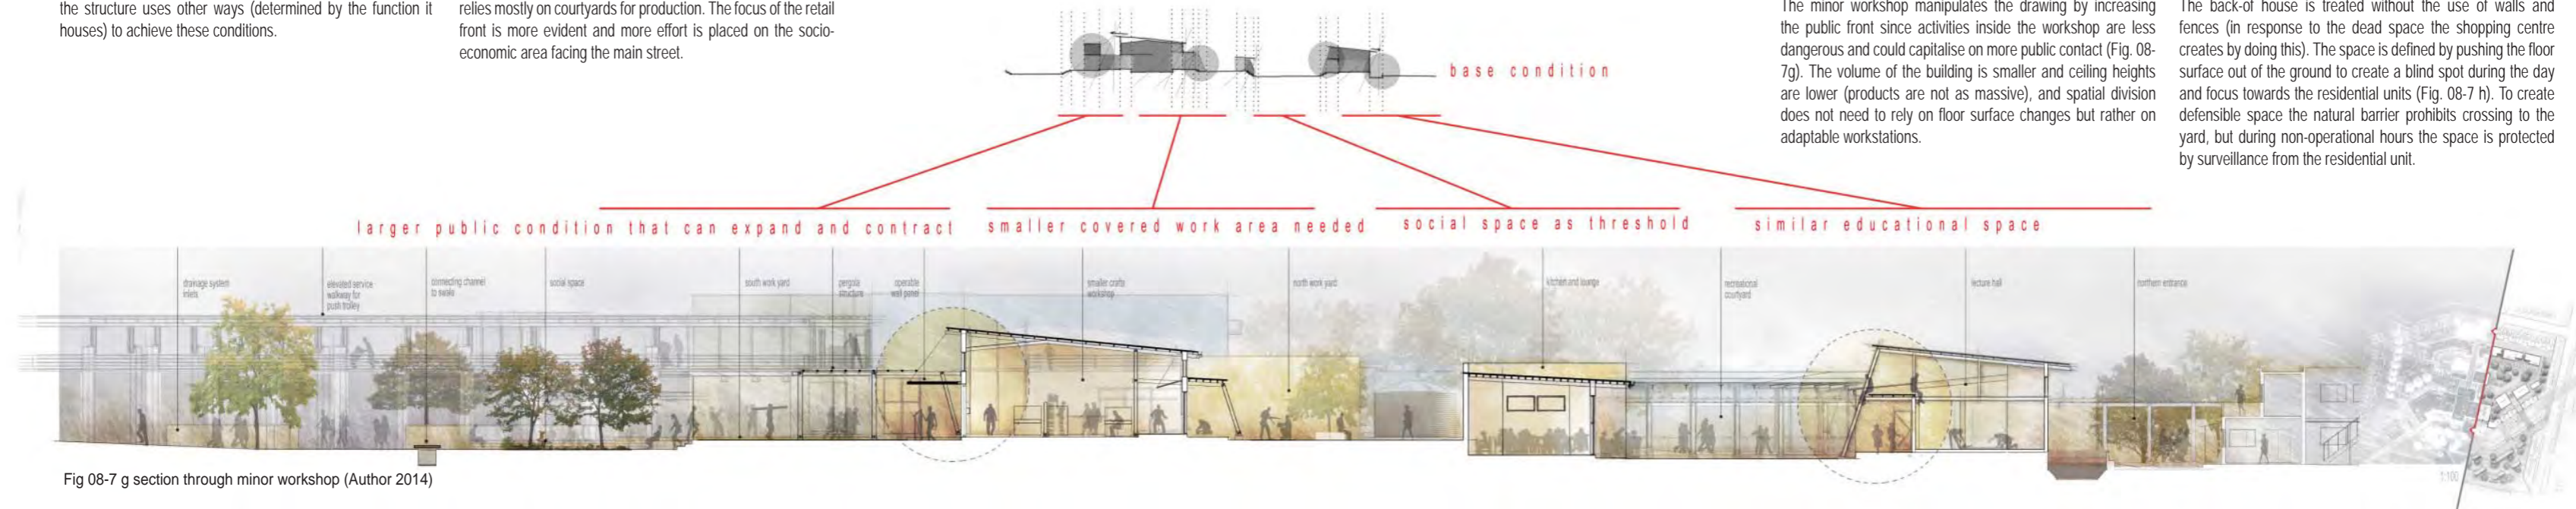 the structure uses other ways (determined by the function it
houses) to achieve these conditions.
relies mostly on courtyards for production. The focus of the retail
front is more evident and more effort is placed on the socio-
economic area facing the main street.
The minor workshop manipulates the drawing by increasing
the public front since activities inside the workshop are less
dangerous and could capitalise on more public contact (Fig. 08-
7g). The volume of the building is smaller and ceiling heights
are lower (products are not as massive), and spatial division
does not need to rely on floor surface changes but rather on
adaptable workstations.
The back-of house is treated without the use of walls and
fences (in response to the dead space the shopping centre
creates by doing this). The space is defined by pushing the floor
surface out of the ground to create a blind spot during the day
and focus towards the residential units (Fig. 08-7 h). To create
defensible space the natural barrier prohibits crossing to the
yard, but during non-operational hours the space is protected
by surveillance from the residential unit.
base condition
larger public condition that can expand and contract
smaller covered work area needed
social space as threshold
similar educational space
drainage system
inlets
elevated service
walkway for
push trolley
connecting channel
to swale
social space
south work yard
pergola
structure
operable
wall panel
smaller crafts
workshop
north work yard
kitchen and lounge
recreational
courtyard
lecture hall
northern entrance
1:100
Fig 08-7 g section through minor workshop (Author 2014)